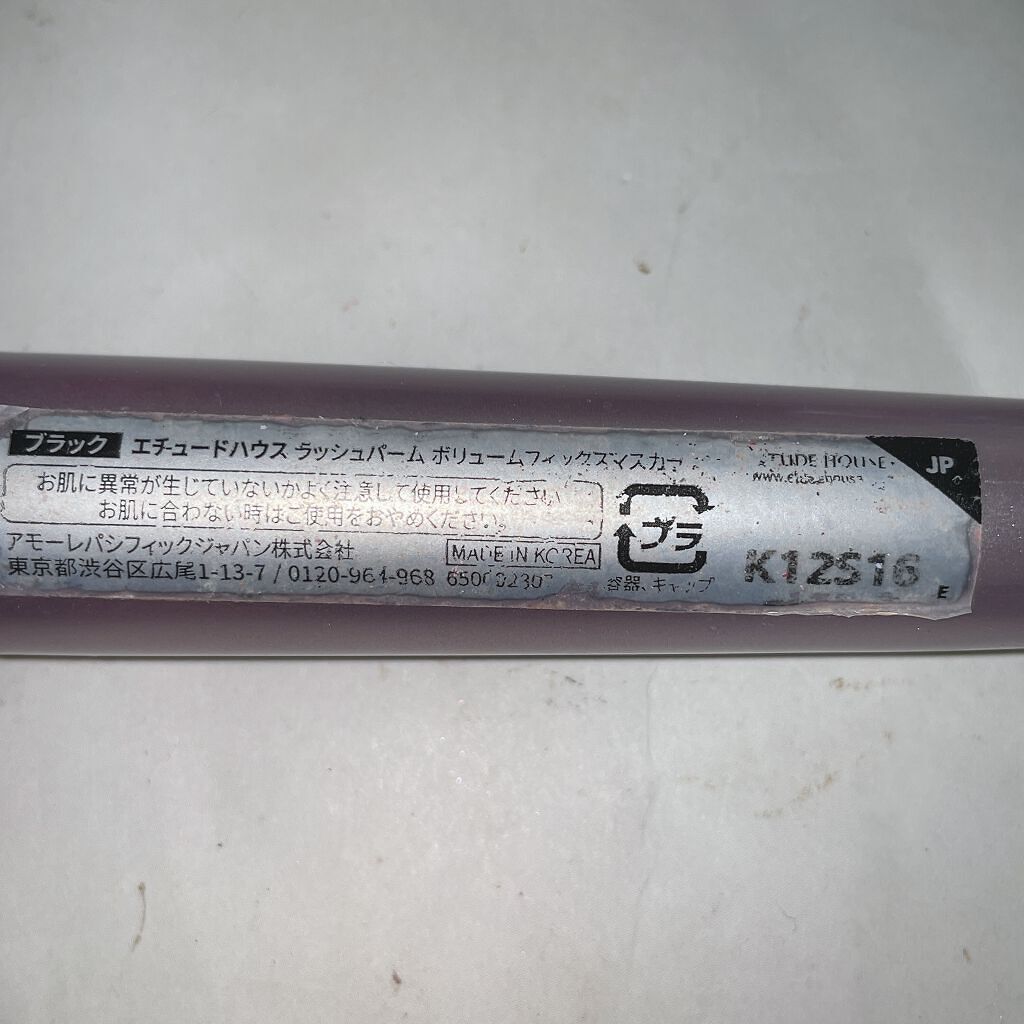 ブラック エチュードハウス ラッシュパーム ボリュームフィックスマスカラ
お肌に異常が生じていないかよく注意して使用してください
お肌に合わない時はご使用をおやめください。
アモーレパシフィックジャパン株式会社
MADE IN KOREA
東京都渋谷区広尾1-13-7 / 0120-964-968
プラ
容器、キャップ
HOUSE
JP
K12S16
E